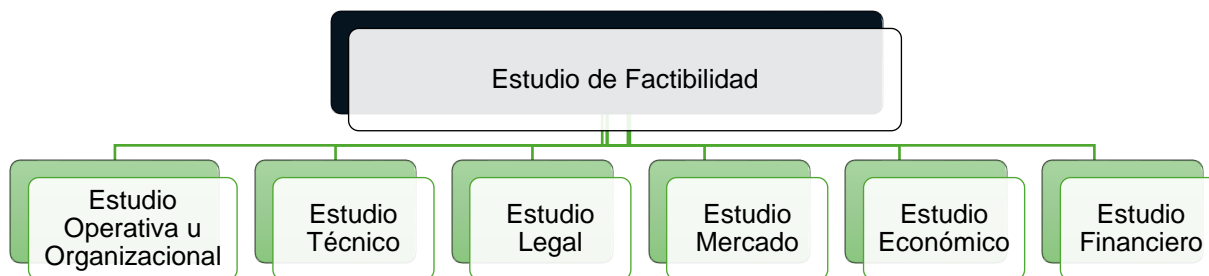 Estudio de Factibilidad
Estudio
Operativa u
Organizacional
Estudio
Técnico
Estudio
Legal
Estudio
Mercado
Estudio
Económico
Estudio
Financiero